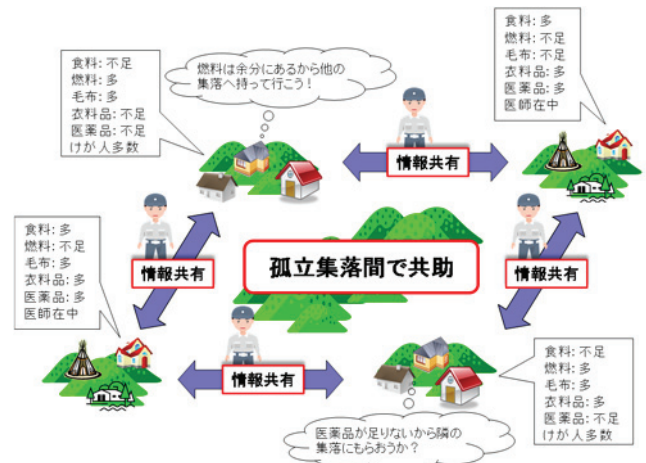 食料: 不足
燃料: 多
毛布: 多
衣料品: 不足
医薬品: 不足
けが人多数
燃料は余分にあるから他の
集落へ持って行こう!
食料: 多
燃料: 不足
毛布: 不足
衣料品: 多
医薬品: 多
医師在中
情報共有
食料: 多
燃料: 不足
毛布: 多
衣料品: 多
医薬品: 多
医師在中
情報共有
孤立集落間で共助
情報共有
情報共有
食料: 不足
燃料: 多
毛布: 多
衣料品: 多
医薬品: 不足
けが人多数
医薬品が足りないから隣の
集落にもらおうか?